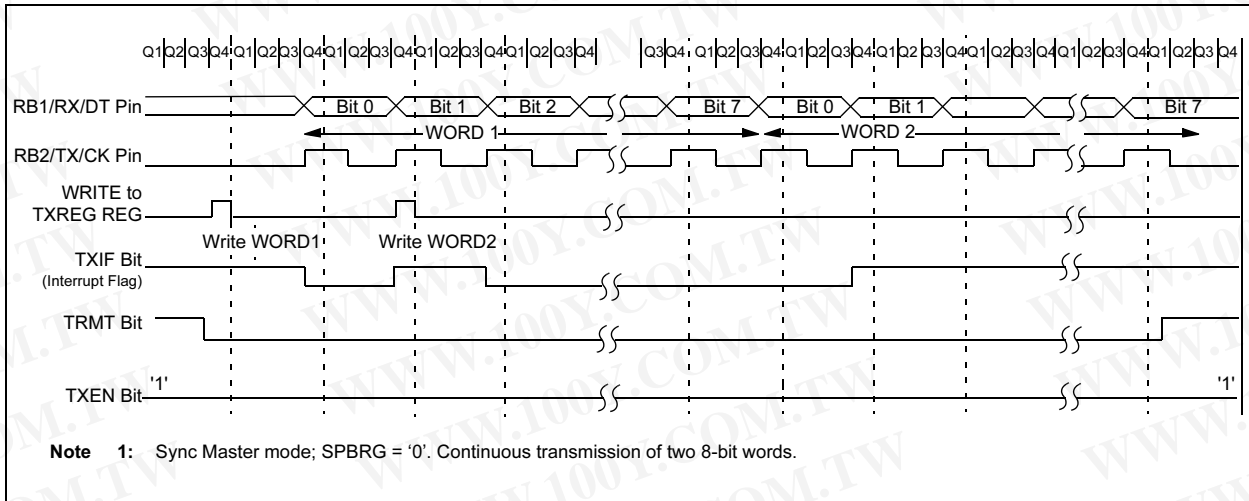 Q1 Q2 Q3 Q4 Q1 Q2 Q3 Q4 Q1 Q2 Q3 Q4 Q1 Q2 Q3 Q4 Q1 Q2 Q3 Q4 Q3 Q4 Q1 Q2 Q3 Q4 Q1 Q2 Q3 Q4 Q1 Q2 Q3 Q4 Q1 Q2 Q3 Q4 Q1 Q2 Q3 Q4 Q1 Q2 Q3 Q4
RB1/RX/DT Pin Bit 0 Bit 1 Bit 2 Bit 7 Bit 0 Bit 1 Bit 7
WORD 1 WORD 2
RB2/TX/CK Pin
WRITE to
TXREG REG
Write WORD1 Write WORD2
TXIF Bit
(Interrupt Flag)
TRMT Bit
'1' '1'
TXEN Bit
Note 1: Sync Master mode; SPBRG = ‘0’. Continuous transmission of two 8-bit words.
WWW.100Y.COM.TW